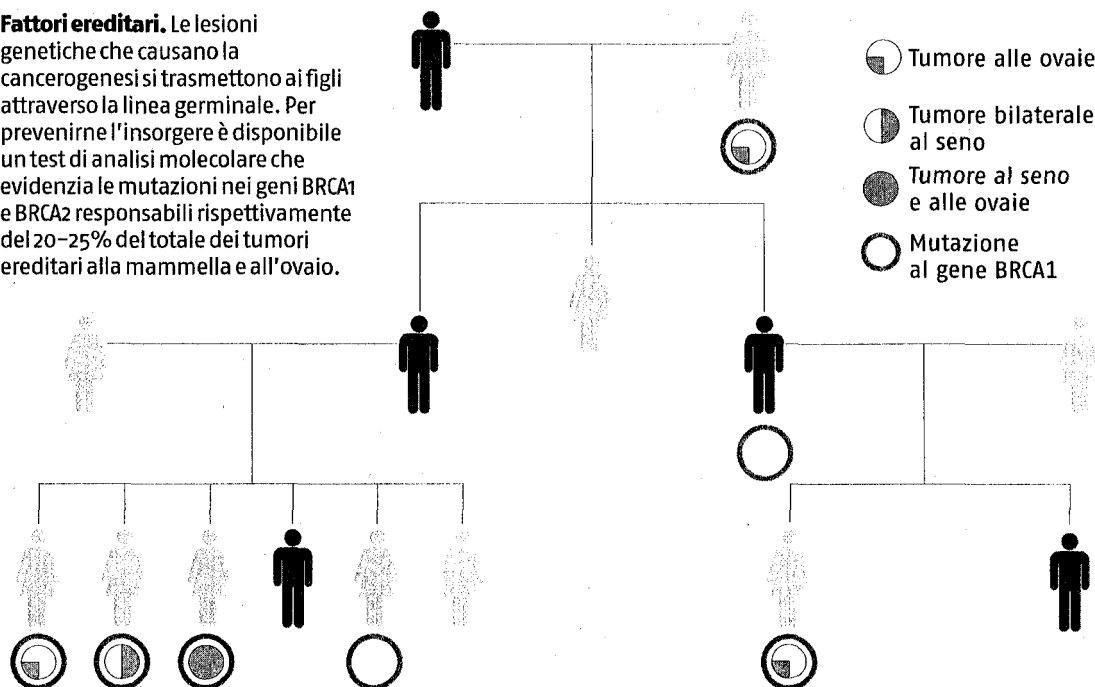 Fattori ereditari. Le lesioni
genetiche che causano la
cancerogenesi si trasmettono ai figli
attraverso la linea germinale. Per
prevenirne l'insorgere è disponibile
un test di analisi molecolare che
evidenzia le mutazioni nei geni BRCA1
e BRCA2 responsabili rispettivamente
del 20-25% del totale dei tumori
ereditari alla mammella e all'ovaio.
Tumore alle ovaie
Tumore bilaterale
al seno
Tumore al seno
e alle ovaie
Mutazione
al gene BRCA1